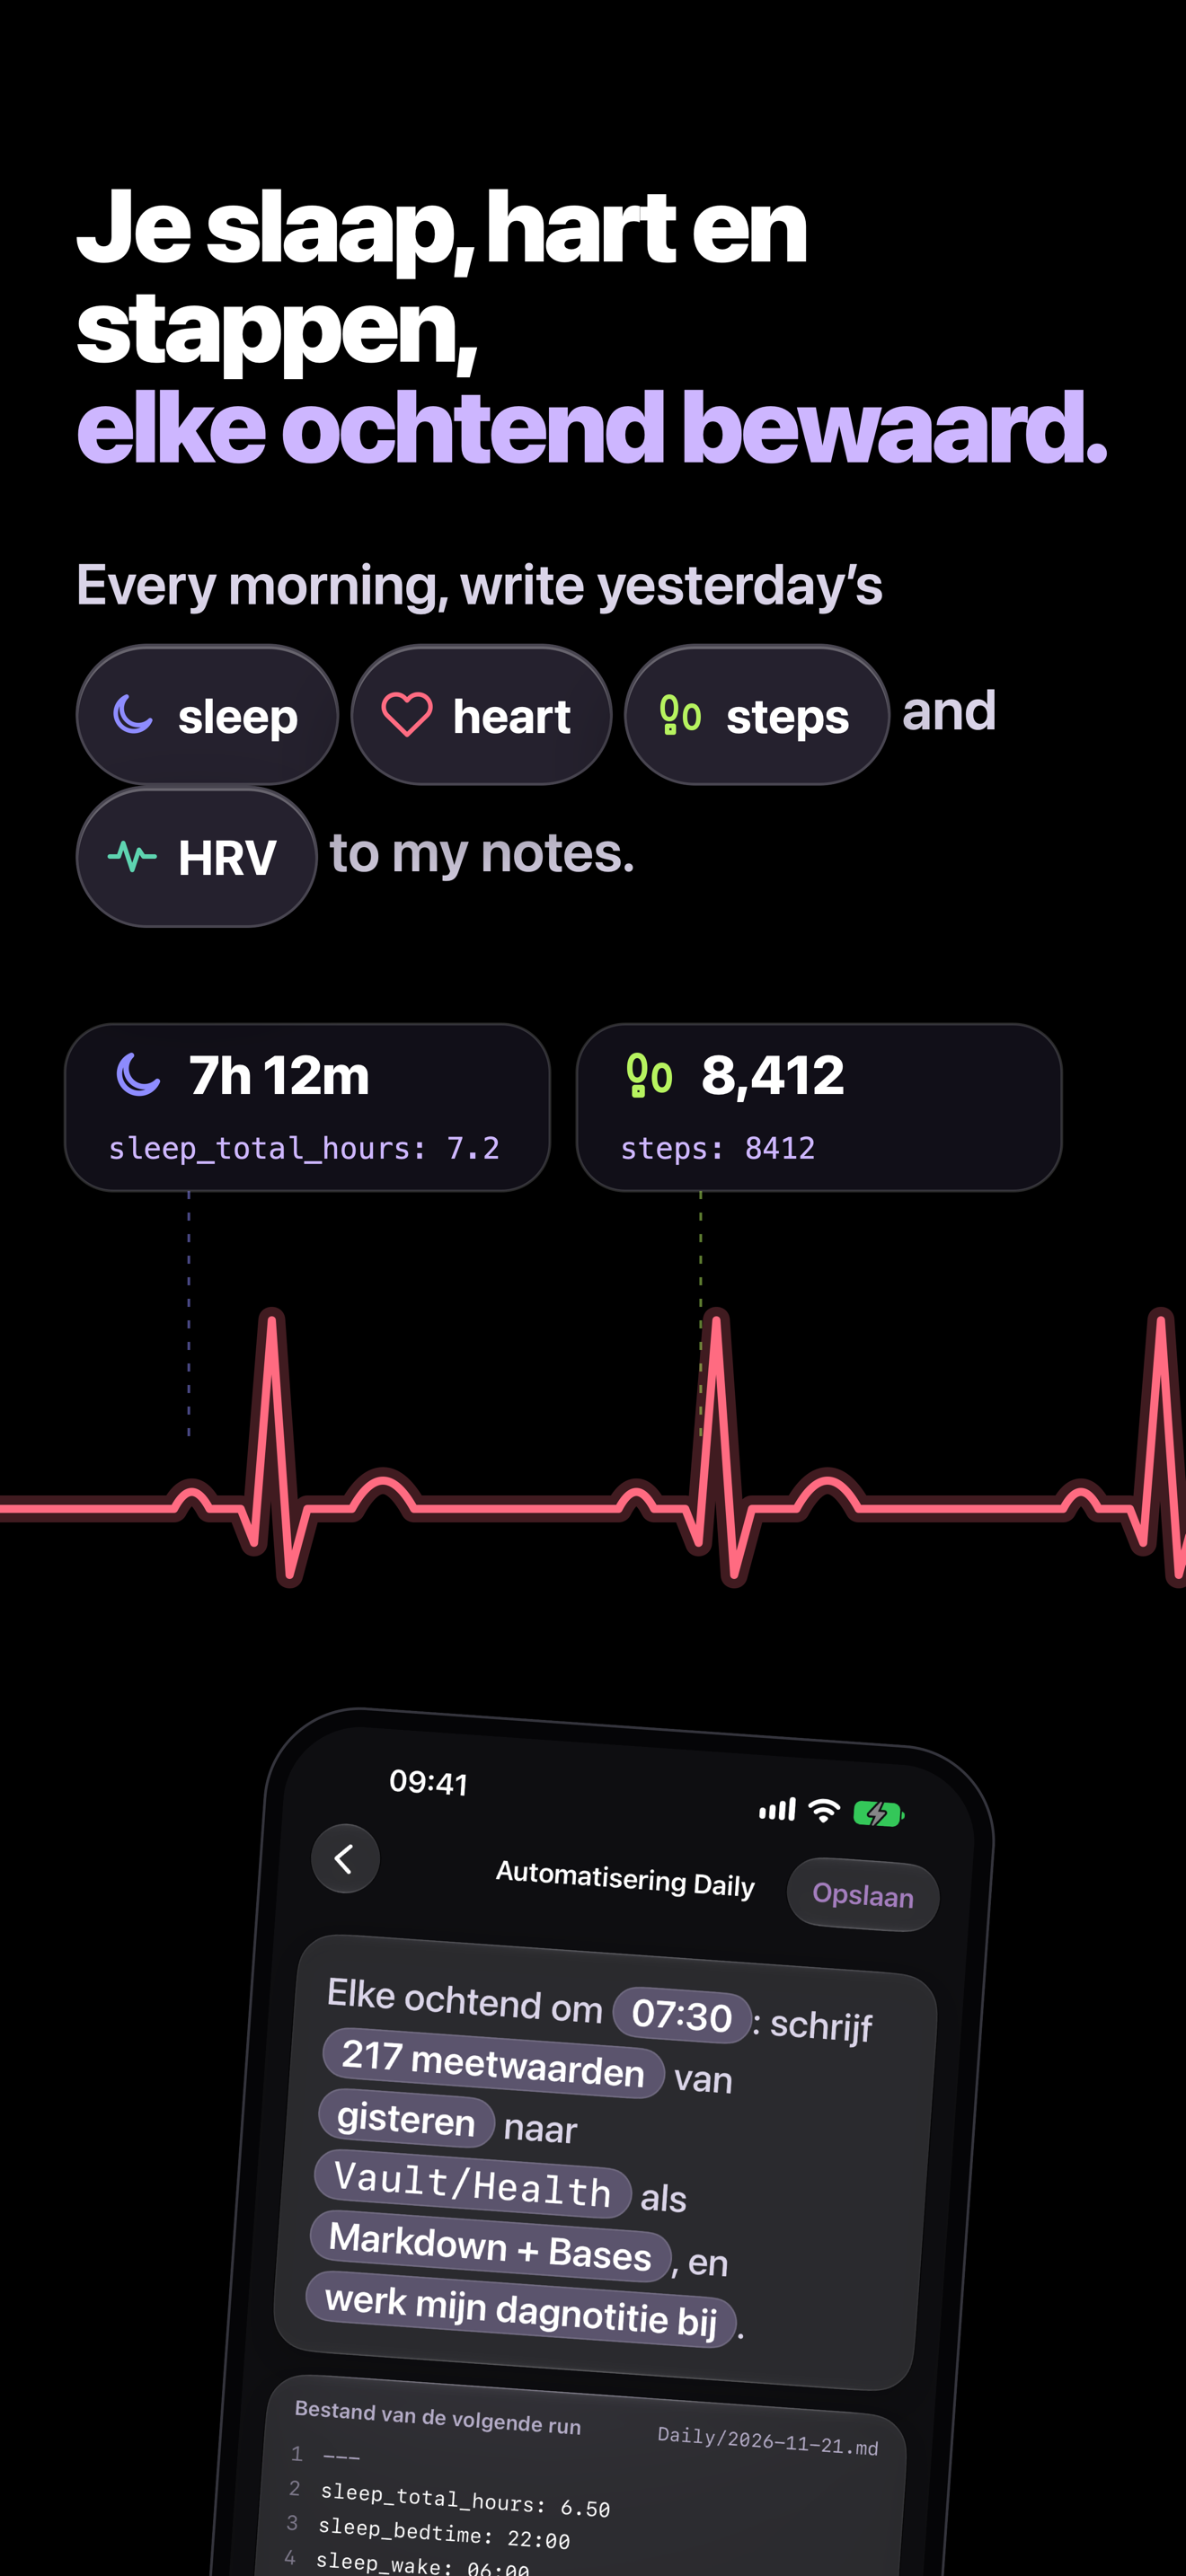 Je slaap, hart en
stappen,
elke ochtend bewaard.
Every morning, write yesterday’s
sleep heart steps and
HRV to my notes.
7h 12m
sleep_total_hours: 7.2
8,412
steps: 8412
09:41
Automatisering Daily
Opslaan
Elke ochtend om 07:30: schrijf
217 meetwaarden van
gisteren naar
Vault/Health als
Markdown + Bases, en
werk mijn dagnotitie bij.
Bestand van de volgende run
Daily/2026-11-21.md
1 ---
2 sleep_total_hours: 6.50
3 sleep_bedtime: 22:00
4 sleep_wake: 06:00